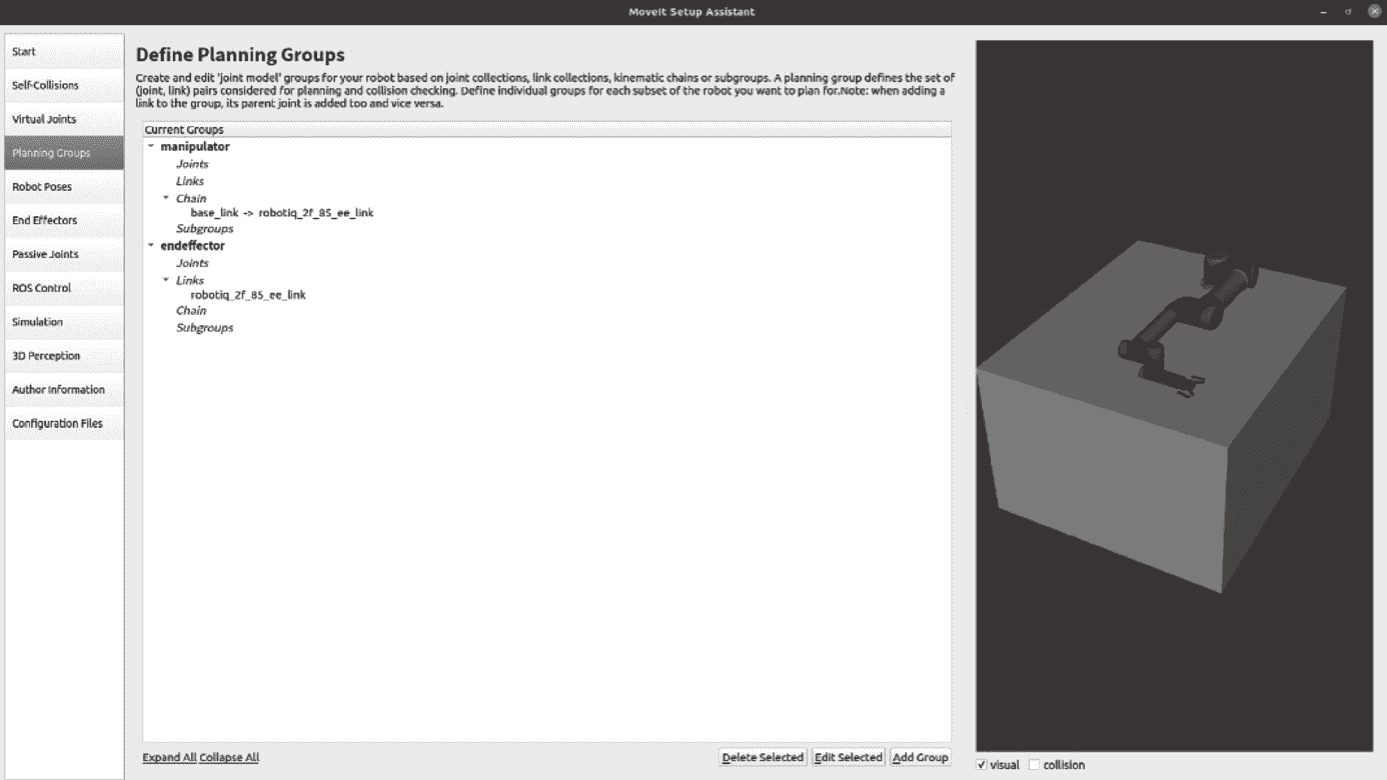 MoveIt Setup Assistant
Start
Self-Collisions
Virtual Joints
Planning Groups
Robot Poses
End Effectors
Passive Joints
ROS Control
Simulation
3D Perception
Author Information
Configuration Files
Define Planning Groups
Create and edit 'joint model' groups for your robot based on joint collections, link collections, kinematic chains or subgroups. A planning group defines the set of
(joint, link) pairs considered for planning and collision checking. Define individual groups for each subset of the robot you want to plan for.Note: when adding a
link to the group, its parent joint is added too and vice versa.
Current Groups
manipulator
Joints
Links
Chain
base_link -> robotiq_2f_85_ee_link
Subgroups
endeffector
Joints
Links
robotiq_2f_85_ee_link
Chain
Subgroups
Expand All Collapse All
Delete Selected
Edit Selected
Add Group
visual
collision